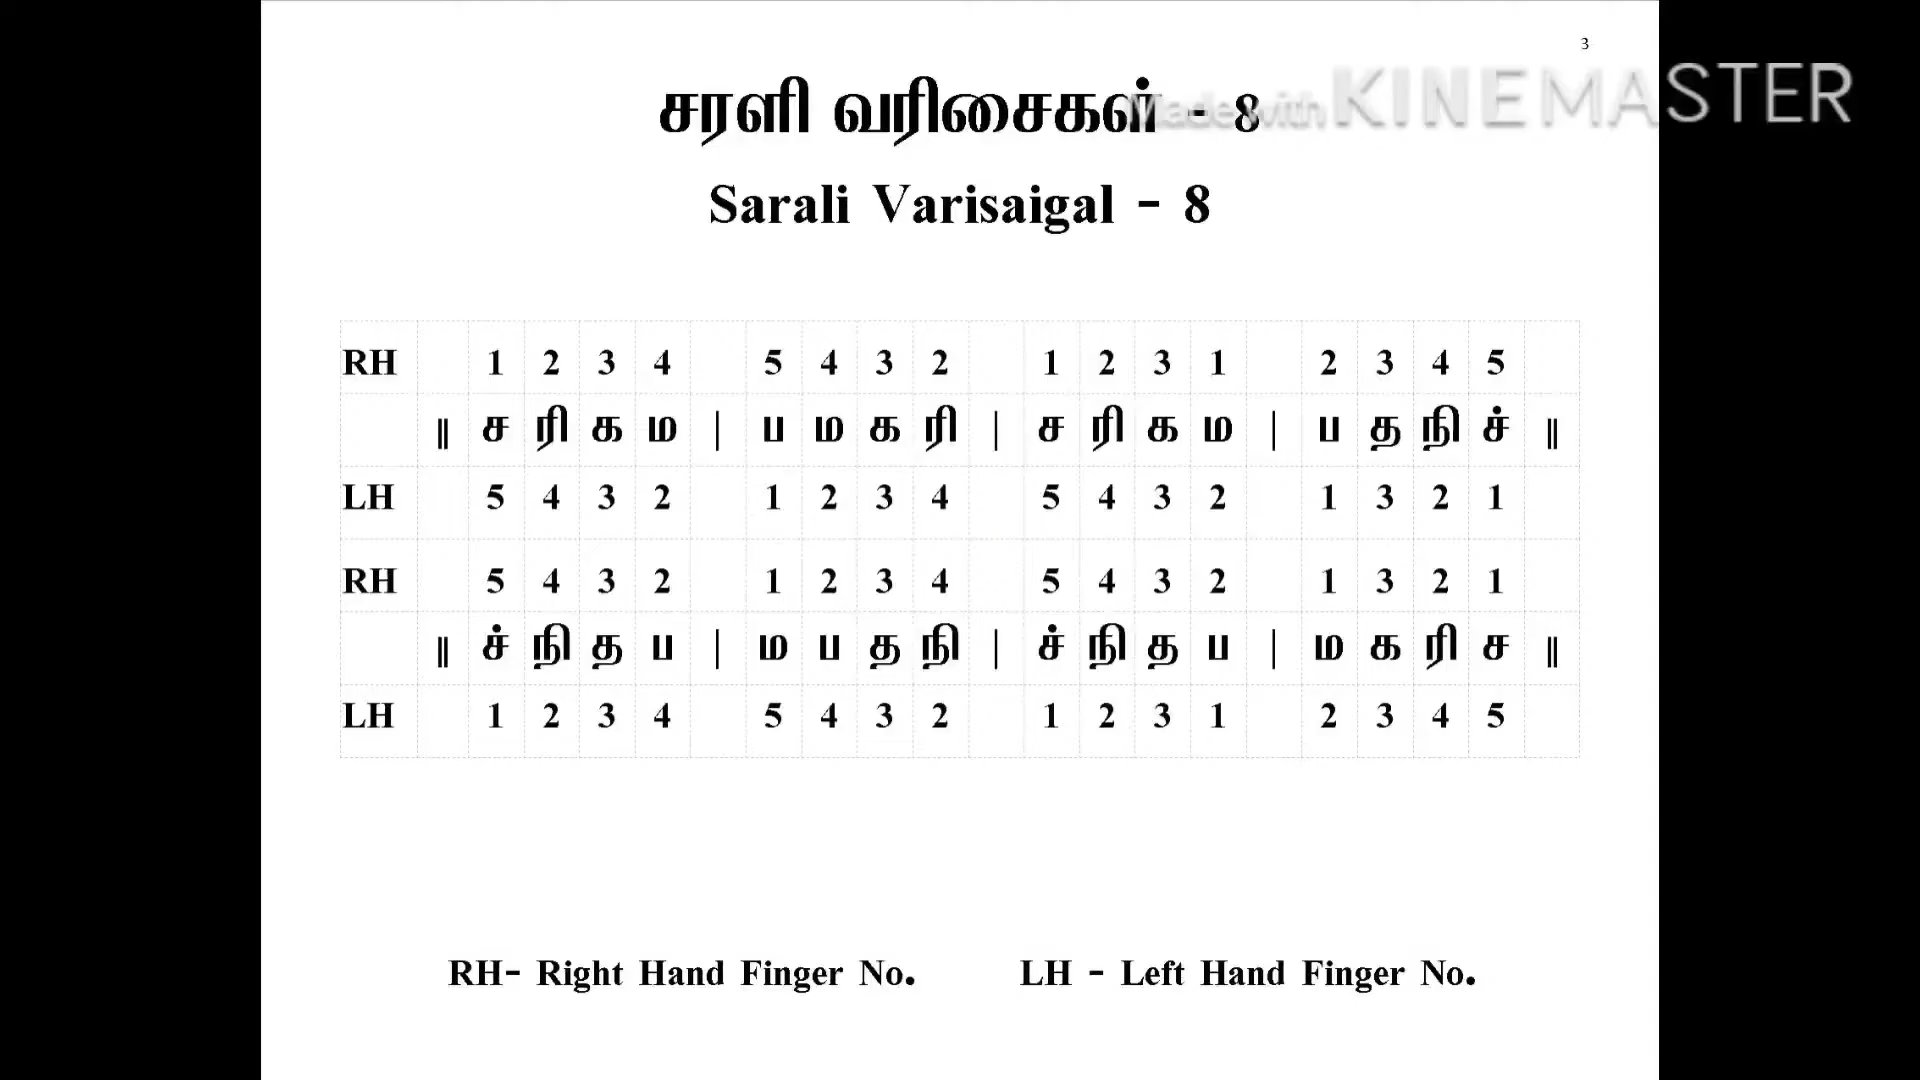 3
Made with KINEMASTER
சரளி வரிசைகள் - 8
Sarali Varisaigal - 8
RH 1 2 3 4 5 4 3 2 1 2 3 1 2 3 4 5
‖ ச ரி க ம | ப ம க ரி | ச ரி க ம | ப த நி ச் ‖
LH 5 4 3 2 1 2 3 4 5 4 3 2 1 3 2 1
RH 5 4 3 2 1 2 3 4 5 4 3 2 1 3 2 1
‖ ச் நி த ப | ம ப த நி | ச் நி த ப | ம க ரி ச ‖
LH 1 2 3 4 5 4 3 2 1 2 3 1 2 3 4 5
RH- Right Hand Finger No. LH - Left Hand Finger No.